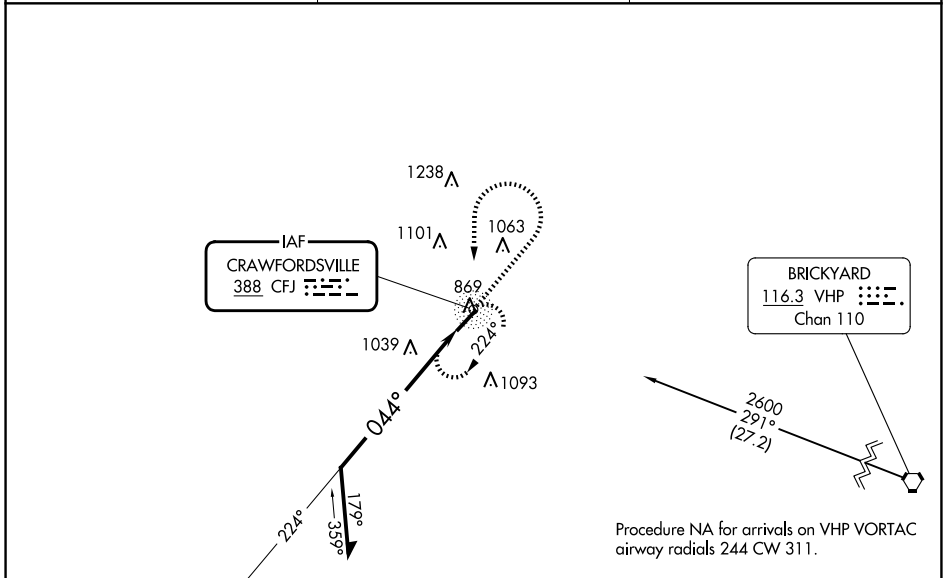 1238
1101
1063
IAF
CRAWFORDSVILLE
388 CFJ
869
BRICKYARD
116.3 VHP
Chan 110
224°
1039
1093
044°
2600
291°
(27.2)
179°
359°
224°
Procedure NA for arrivals on VHP VORTAC
airway radials 244 CW 311.